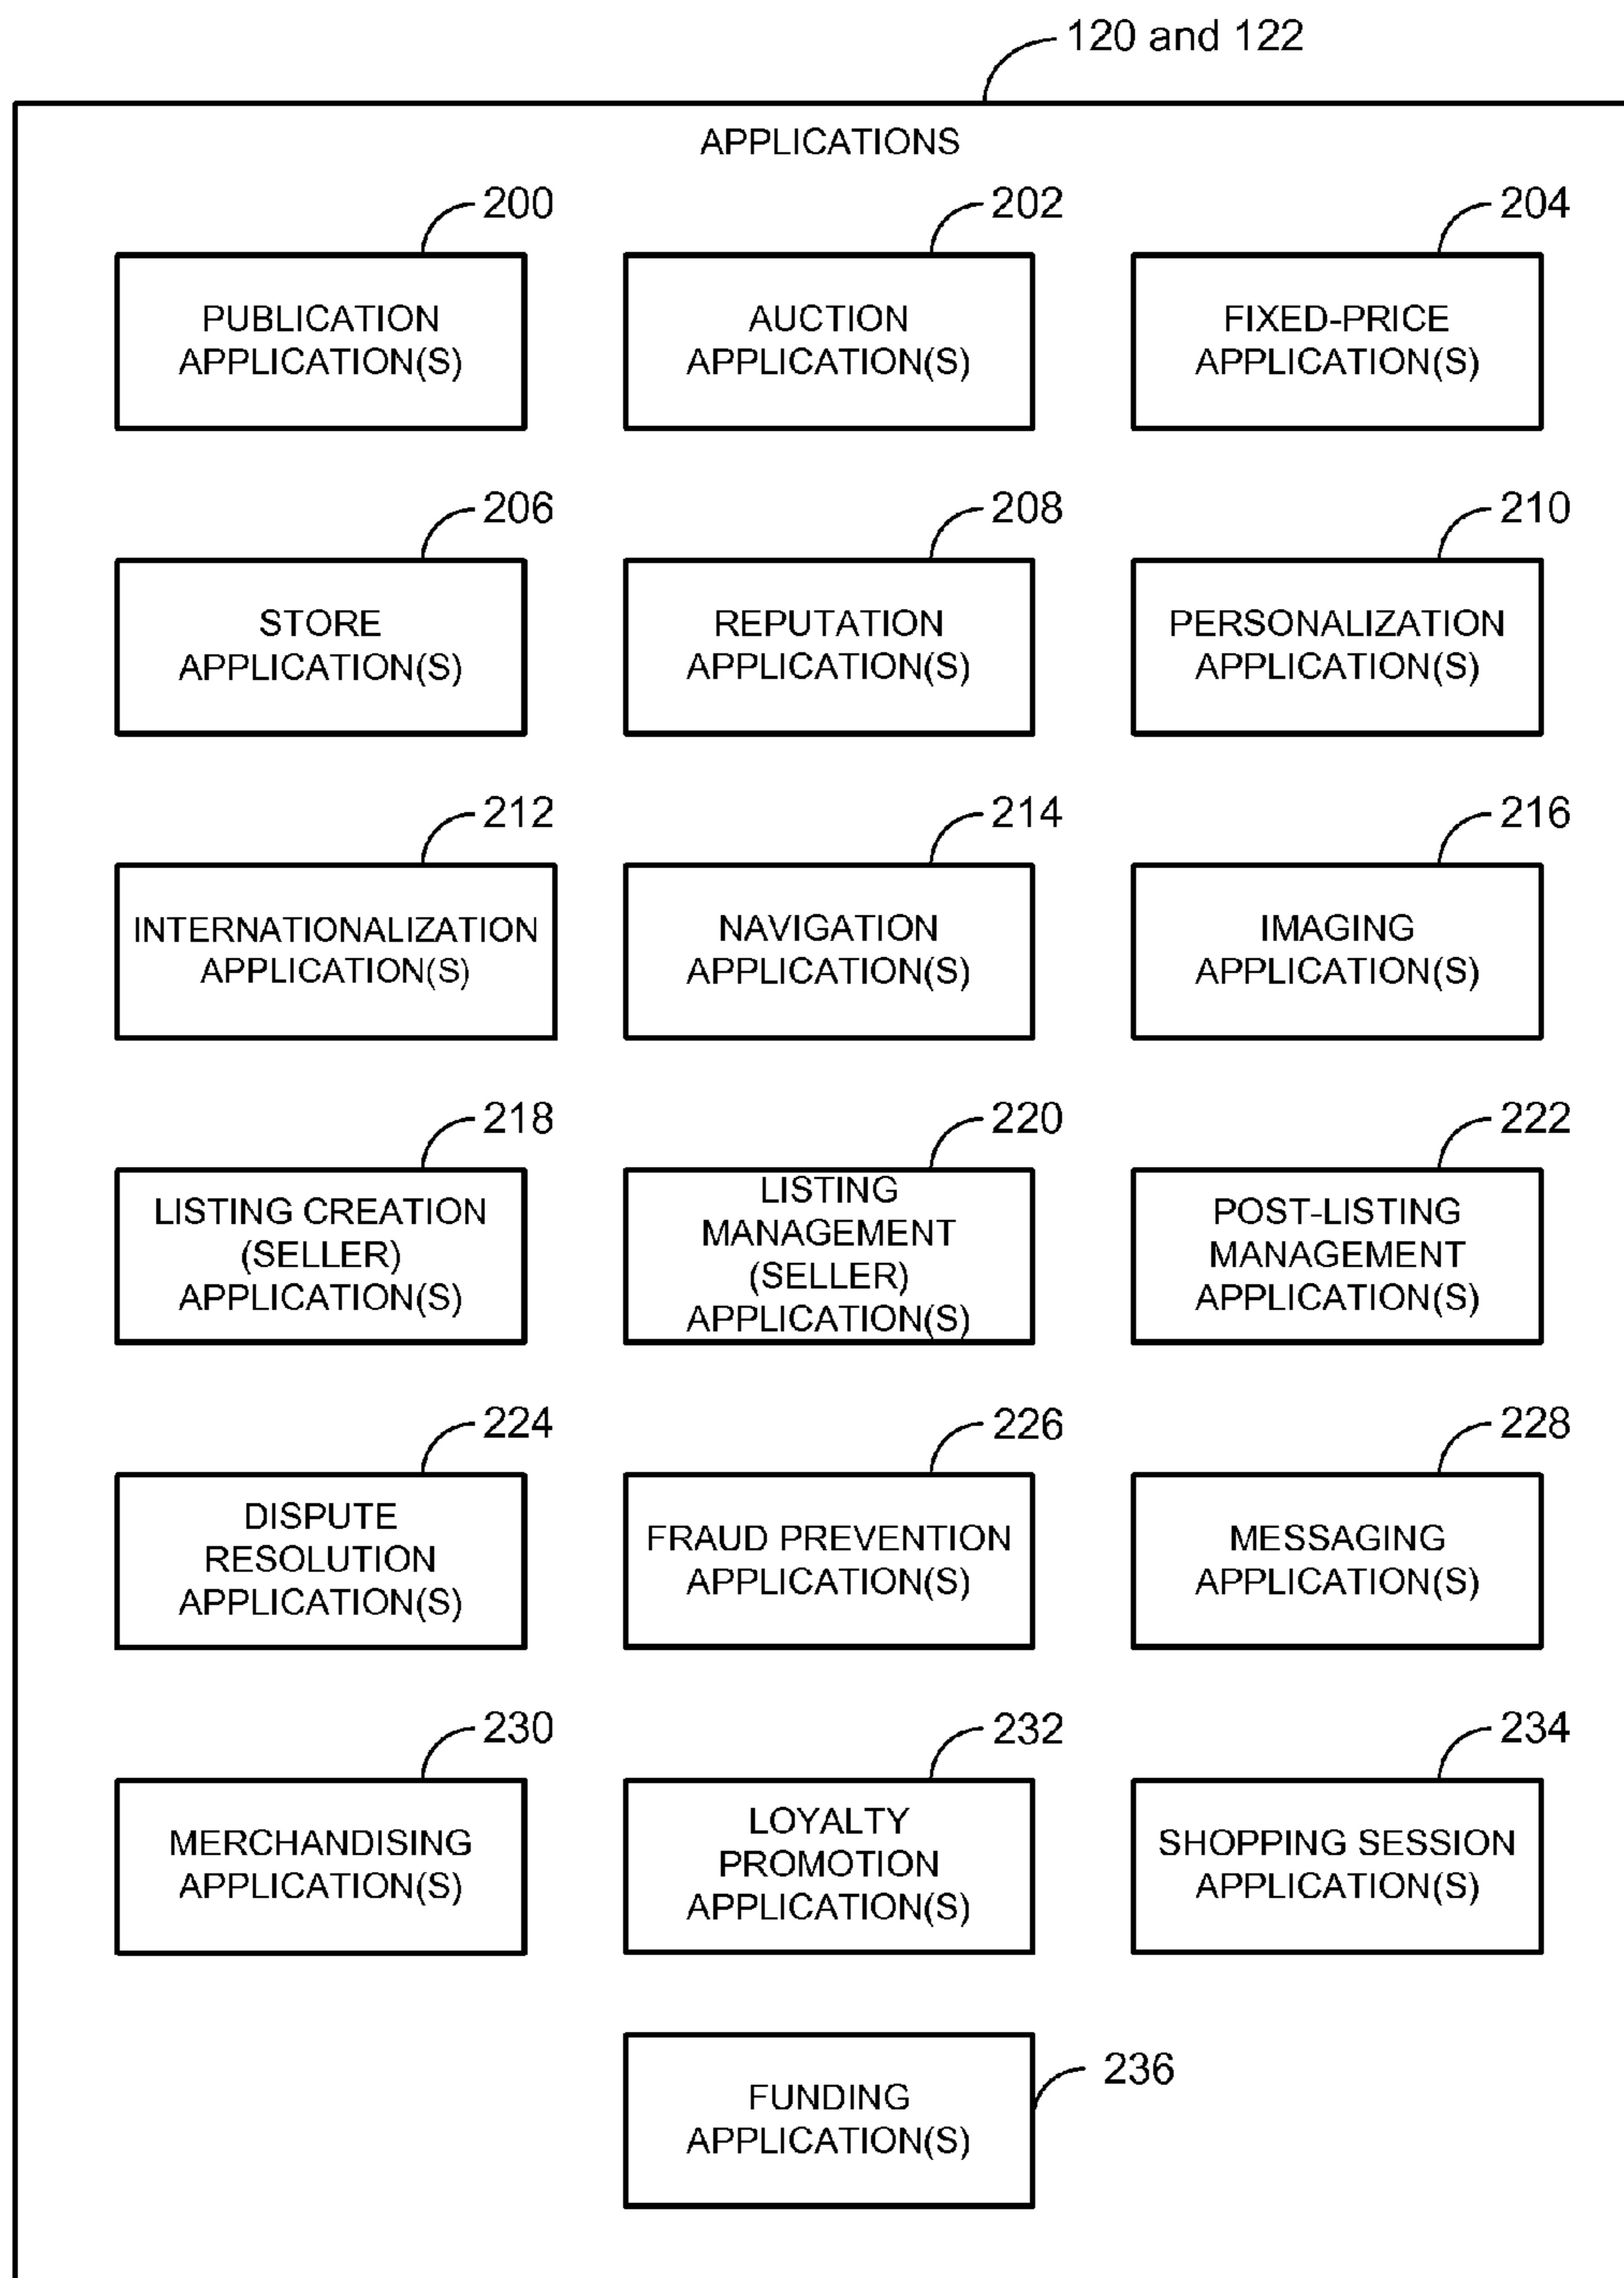 120 and 122
APPLICATIONS
200
202
204
PUBLICATION
APPLICATION(S)
AUCTION
APPLICATION(S)
FIXED-PRICE
APPLICATION(S)
206
208
210
STORE
APPLICATION(S)
REPUTATION
APPLICATION(S)
PERSONALIZATION
APPLICATION(S)
212
214
216
INTERNATIONALIZATION
APPLICATION(S)
NAVIGATION
APPLICATION(S)
IMAGING
APPLICATION(S)
218
220
222
LISTING CREATION
(SELLER)
APPLICATION(S)
LISTING
MANAGEMENT
(SELLER)
APPLICATION(S)
POST-LISTING
MANAGEMENT
APPLICATION(S)
224
226
228
DISPUTE
RESOLUTION
APPLICATION(S)
FRAUD PREVENTION
APPLICATION(S)
MESSAGING
APPLICATION(S)
230
232
234
MERCHANDISING
APPLICATION(S)
LOYALTY
PROMOTION
APPLICATION(S)
SHOPPING SESSION
APPLICATION(S)
236
FUNDING
APPLICATION(S)